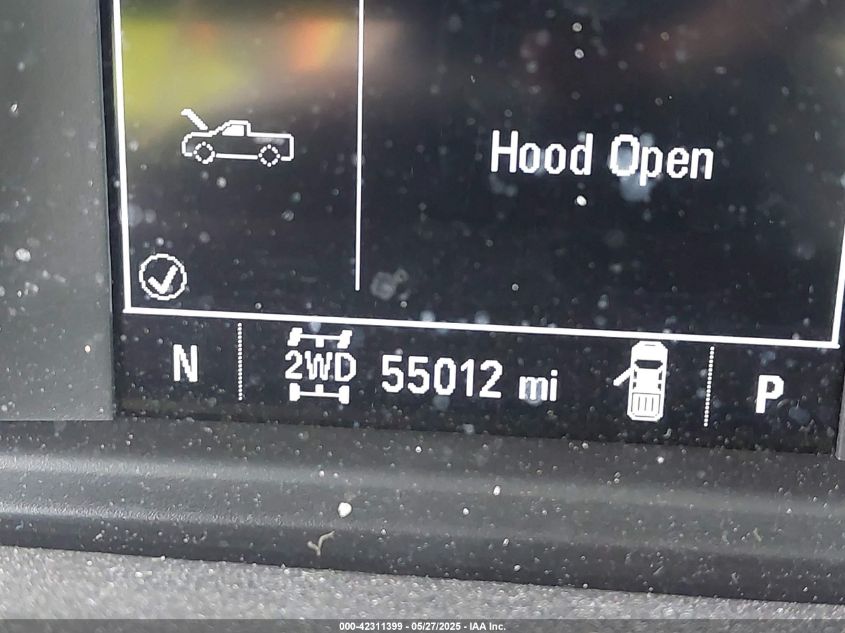 Hood Open
N 2WD 55012 mi P
000-42311399 - 05/27/2025 - IAA Inc.